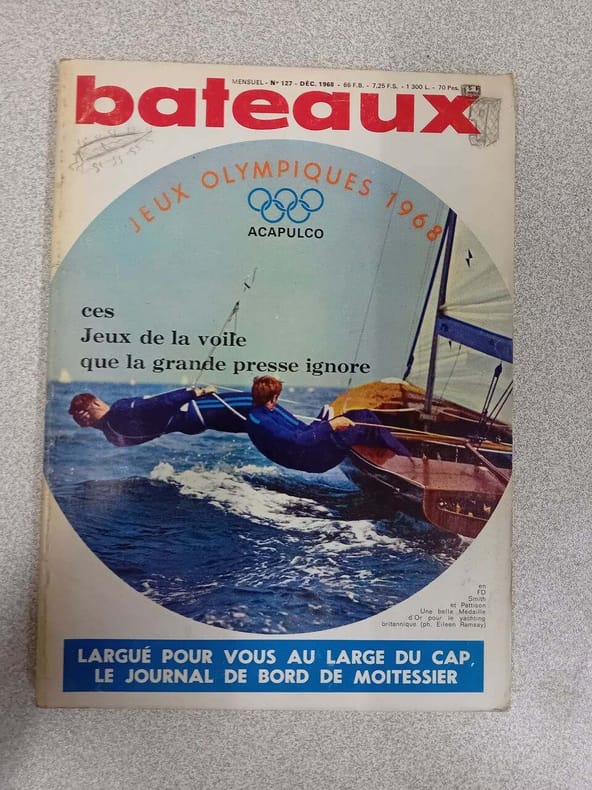 MENSUEL - N° 127 - DÉC. 1968 - 66 F.B. - 7,25 F.S. - 1 300 L. - 70 Pes.
5 F
bateaux
JEUX OLYMPIQUES 1968
ACAPULCO
ces
Jeux de la voile
que la grande presse ignore
en
FD
Smith
et Pattison
Une belle Médaille
d'Or pour le yachting
britannique (ph. Eileen Ramsay)
LARGUÉ POUR VOUS AU LARGE DU CAP,
LE JOURNAL DE BORD DE MOITESSIER